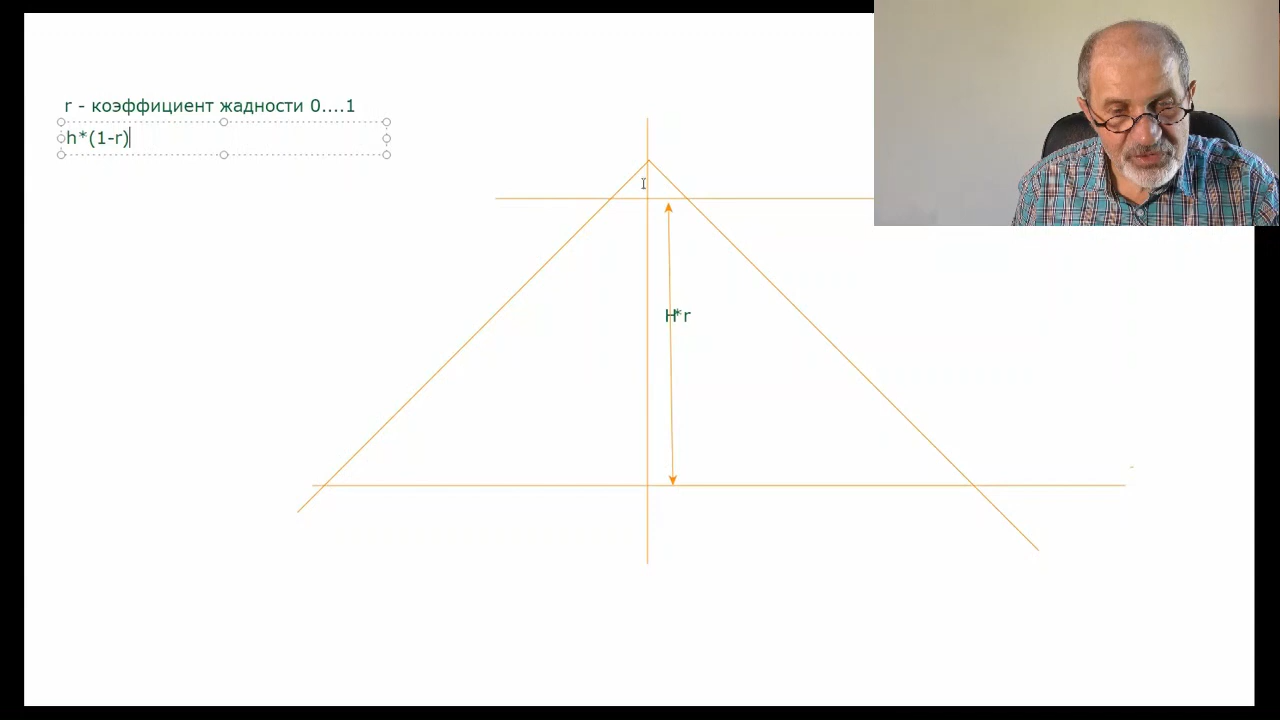 r - коэффициент жадности 0....1
h*(1-r)
H*r